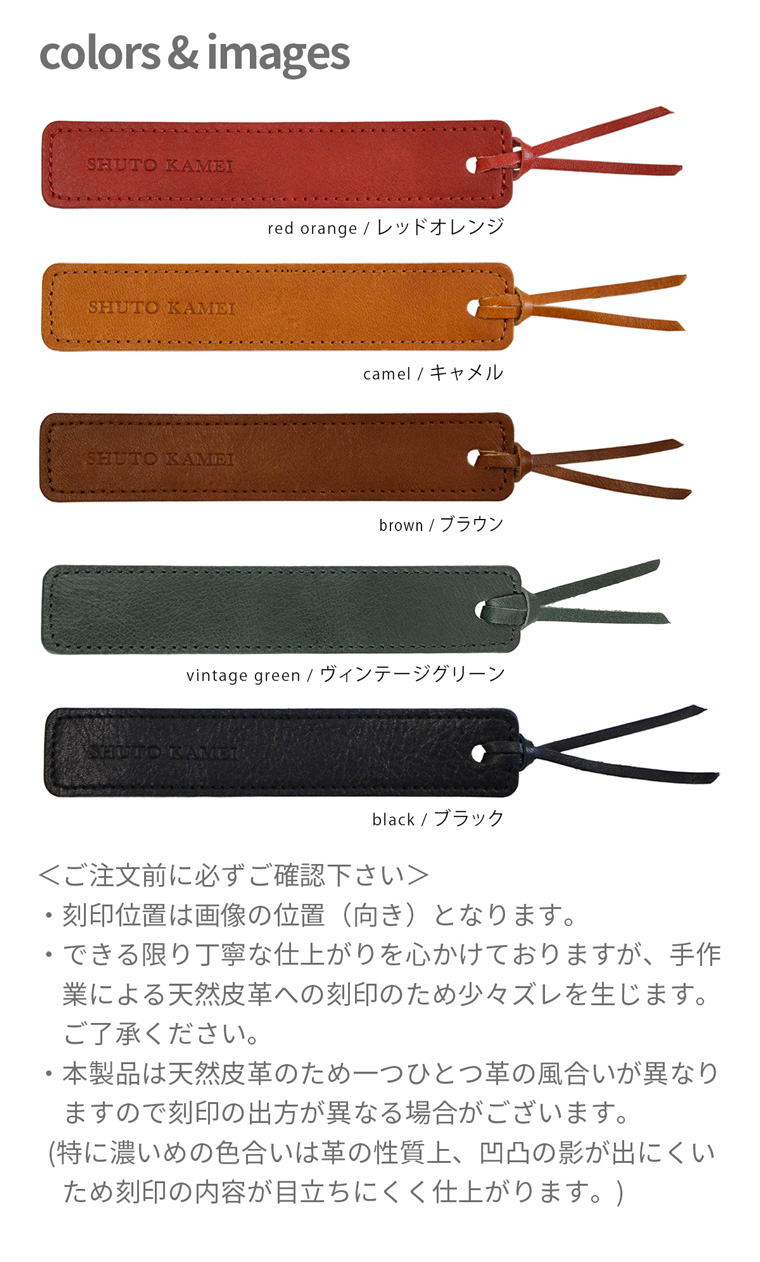 colors & images
SHUTO KAMEI
red orange / レッドオレンジ
SHUTO KAMEI
camel / キャメル
SHUTO KAMEI
brown / ブラウン
vintage green / ヴィンテージグリーン
SHUTO KAMEI
black / ブラック
＜ご注文前に必ずご確認下さい＞
・刻印位置は画像の位置（向き）となります。
・できる限り丁寧な仕上がりを心かけておりますが、手作
業による天然皮革への刻印のため少々ズレを生じます。
ご了承ください。
・本製品は天然皮革のため一つひとつ革の風合いが異なり
ますので刻印の出方が異なる場合がございます。
(特に濃いめの色合いは革の性質上、凹凸の影が出にくい
ため刻印の内容が目立ちにくく仕上がります。)